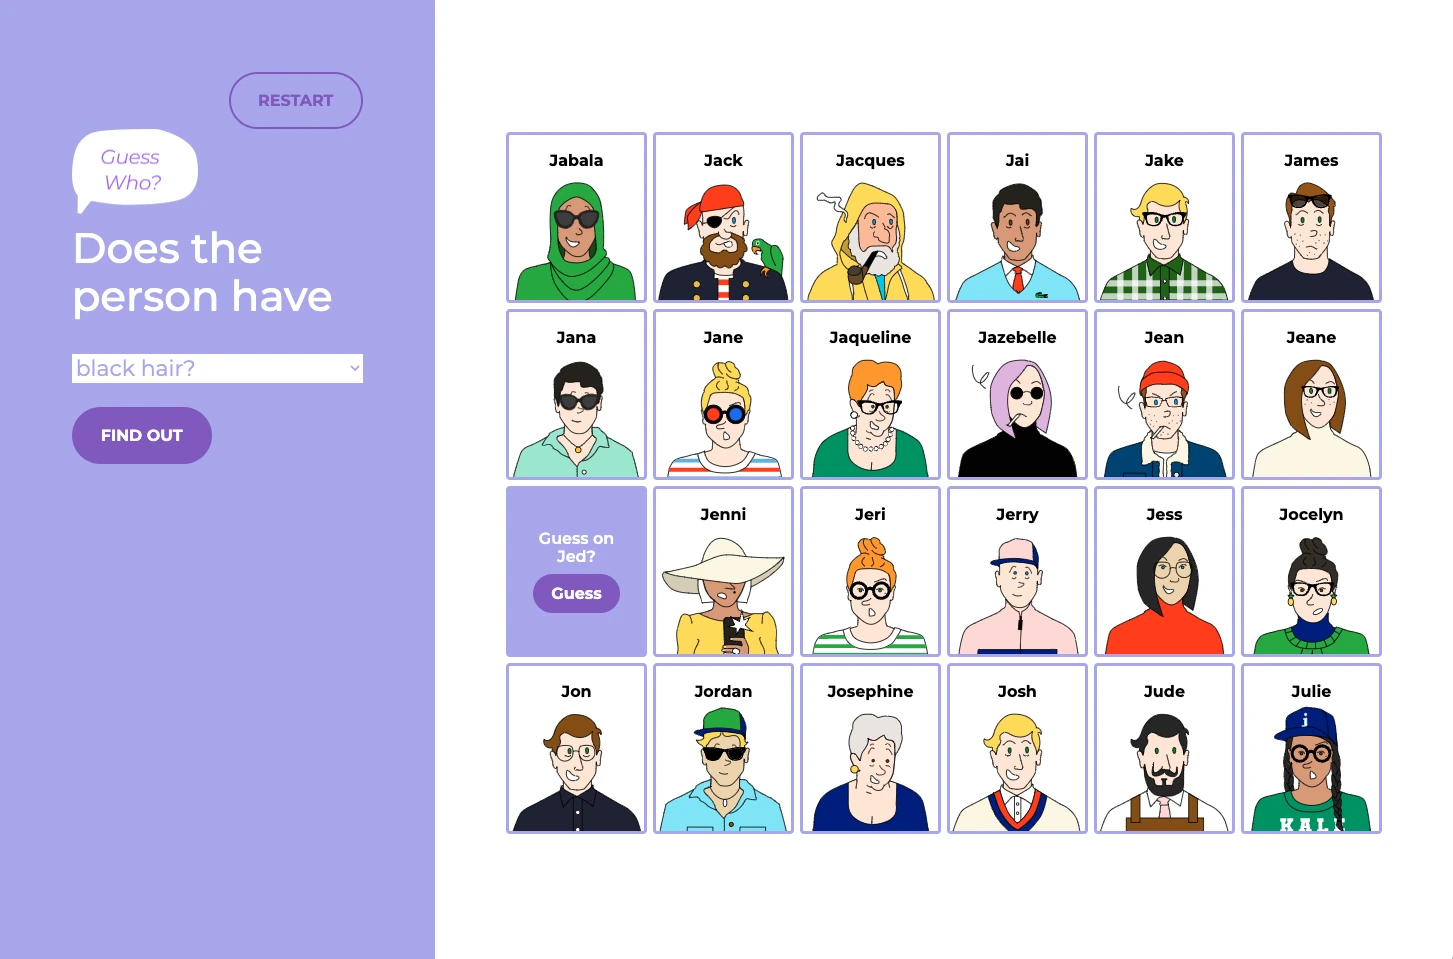 RESTART
Guess
Who?
Does the
person have
black hair?
FIND OUT
Jabala
Jack
Jacques
Jai
Jake
James
Jana
Jane
Jaqueline
Jazebelle
Jean
Jeane
Guess on
Jed?
Guess
Jenni
Jeri
Jerry
Jess
Jocelyn
Jon
Jordan
Josephine
Josh
Jude
Julie
j